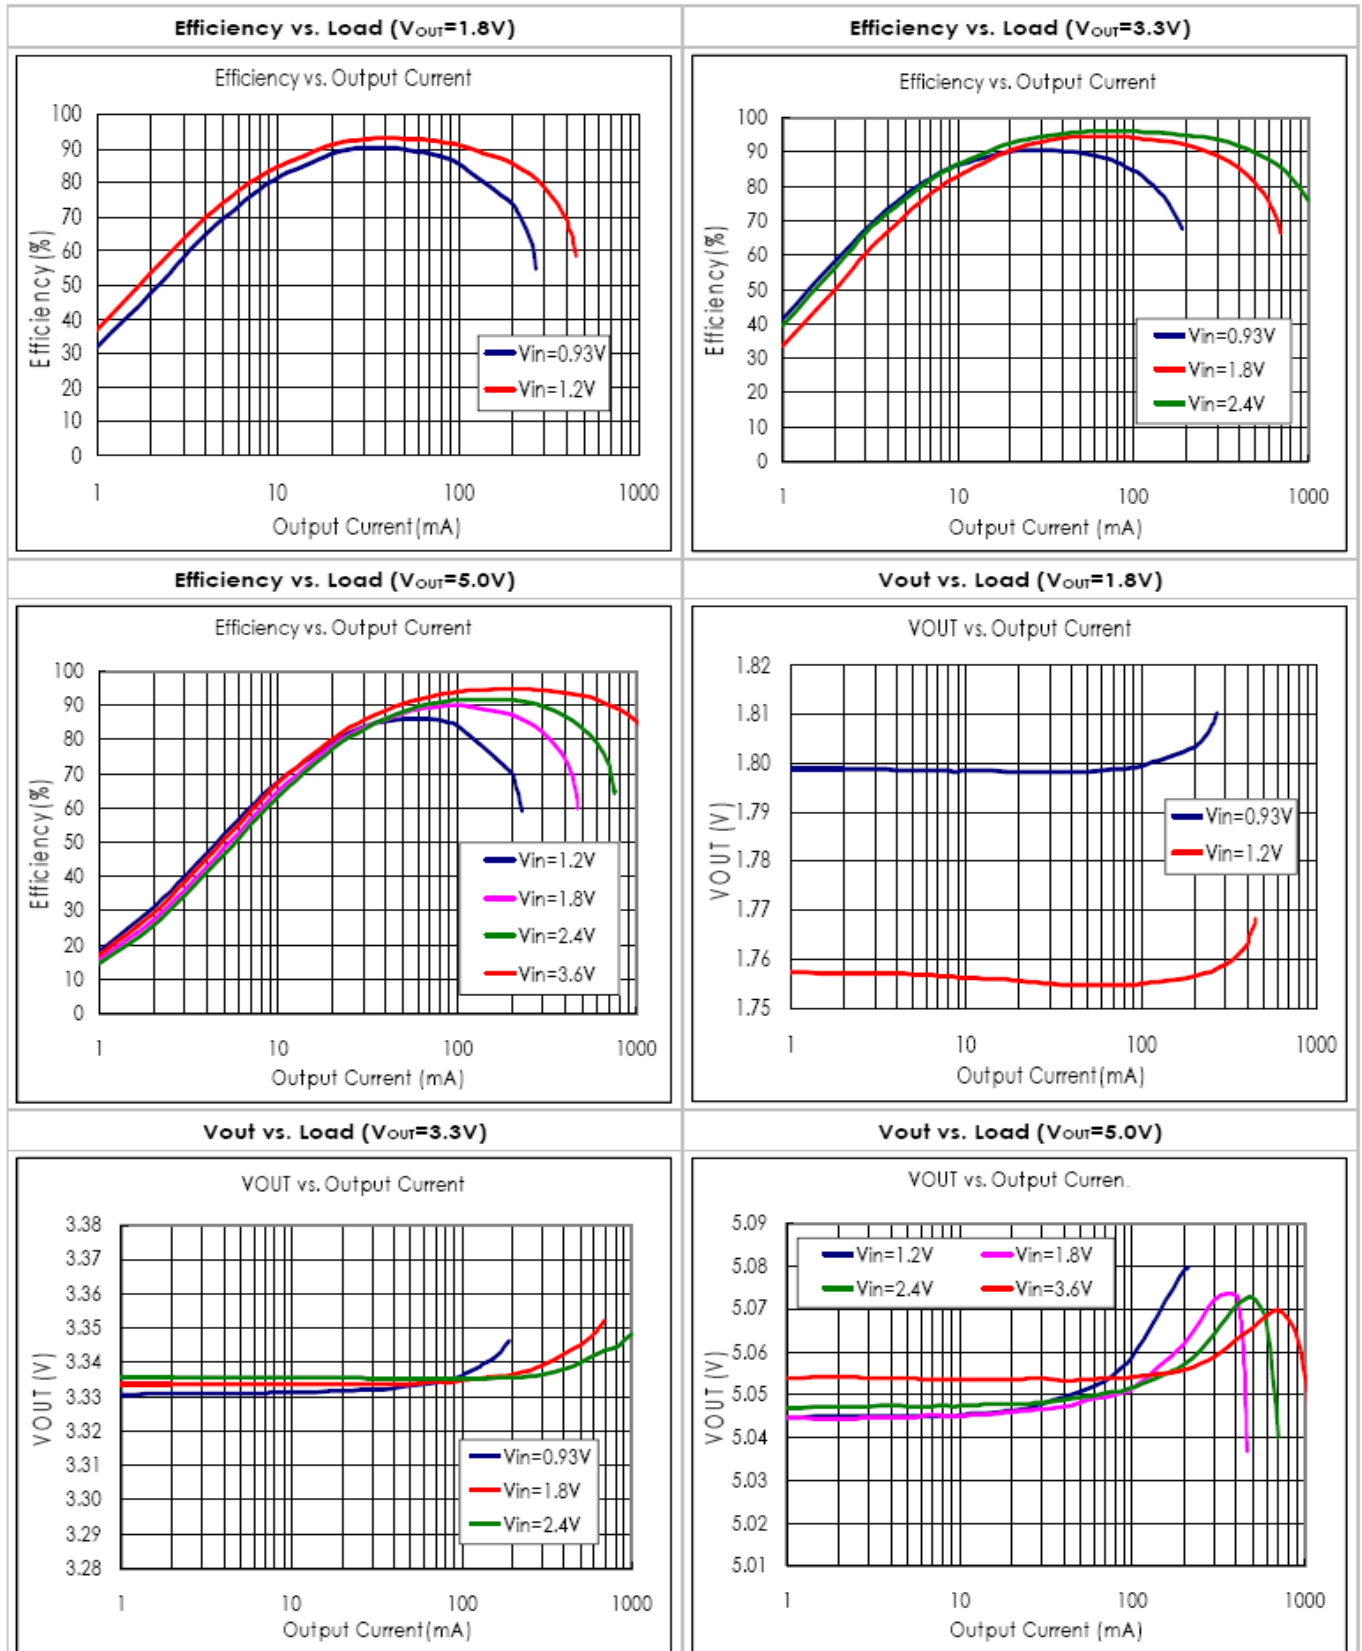 Efficiency vs. Load (VOUT=1.8V)
Efficiency vs. Output Current
100
90
80
70
60
50
40
30
20
10
0
Efficiency (%)
Vin=0.93V
Vin=1.2V
1 10 100 1000
Output Current(mA)
Efficiency vs. Load (VOUT=3.3V)
Efficiency vs. Output Current
100
90
80
70
60
50
40
30
20
10
0
Efficiency (%)
Vin=0.93V
Vin=1.8V
Vin=2.4V
1 10 100 1000
Output Current (mA)
Efficiency vs. Load (VOUT=5.0V)
Efficiency vs. Output Current
100
90
80
70
60
50
40
30
20
10
0
Efficiency (%)
Vin=1.2V
Vin=1.8V
Vin=2.4V
Vin=3.6V
1 10 100 1000
Output Current (mA)
Vout vs. Load (VOUT=1.8V)
VOUT vs. Output Current
1.82
1.81
1.80
1.79
1.78
1.77
1.76
1.75
VOUT (V)
Vin=0.93V
Vin=1.2V
1 10 100 1000
Output Current(mA)
Vout vs. Load (VOUT=3.3V)
VOUT vs. Output Current
3.38
3.37
3.36
3.35
3.34
3.33
3.32
3.31
3.30
3.29
3.28
VOUT (V)
Vin=0.93V
Vin=1.8V
Vin=2.4V
1 10 100 1000
Output Current(mA)
Vout vs. Load (VOUT=5.0V)
VOUT vs. Output Curren.
5.09
5.08
5.07
5.06
5.05
5.04
5.03
5.02
5.01
VOUT (V)
Vin=1.2V Vin=1.8V
Vin=2.4V Vin=3.6V
1 10 100 1000
Output Current (mA)